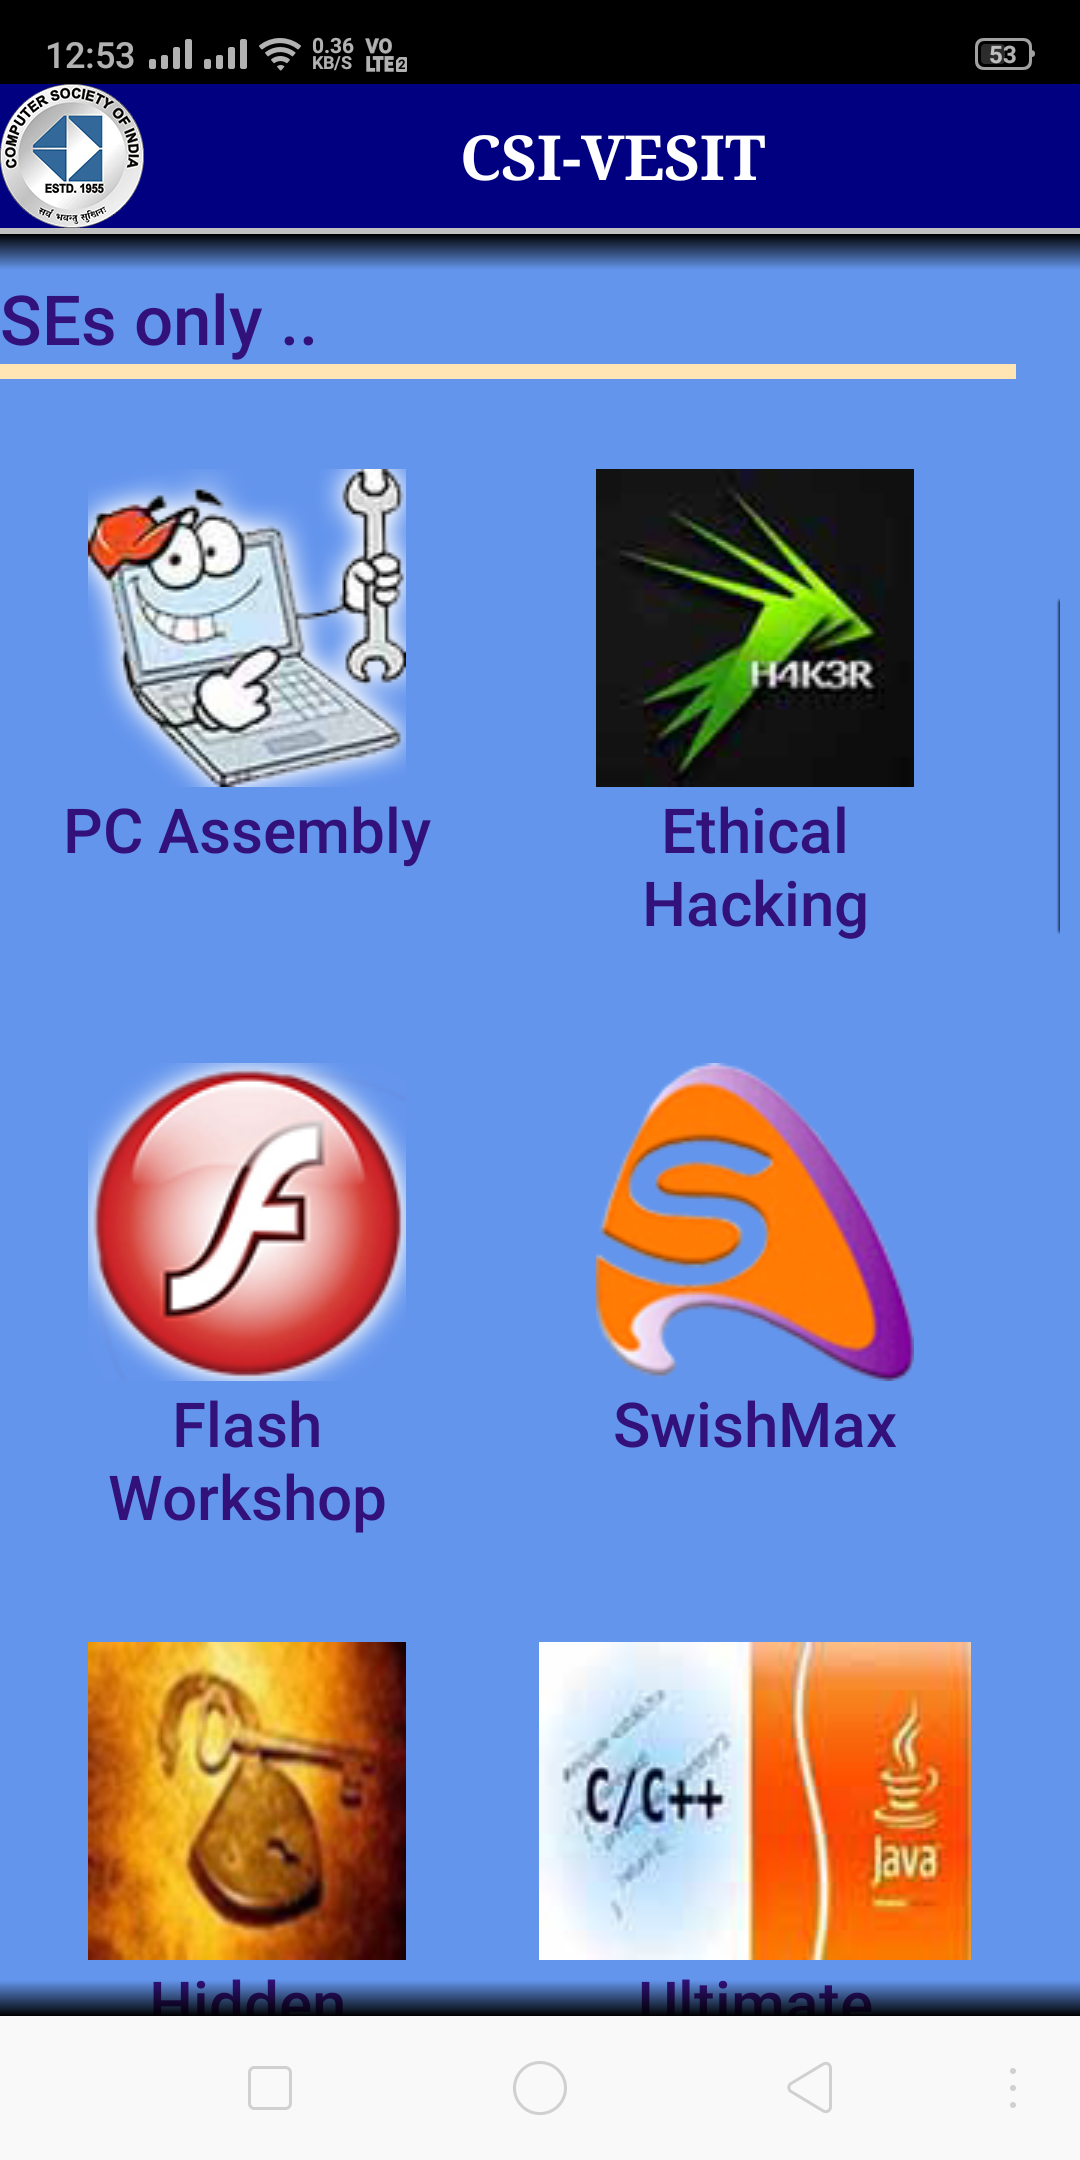 12:53
0.36
KB/S
VO
LTE2
53
COMPUTER SOCIETY OF INDIA
ESTD. 1955
सर्वे भवन्तु सुखिनः
CSI-VESIT
SEs only ..
H4K3R
PC Assembly
Ethical
Hacking
Flash
Workshop
SwishMax
C/C++
Java
Hidden
Ultimate